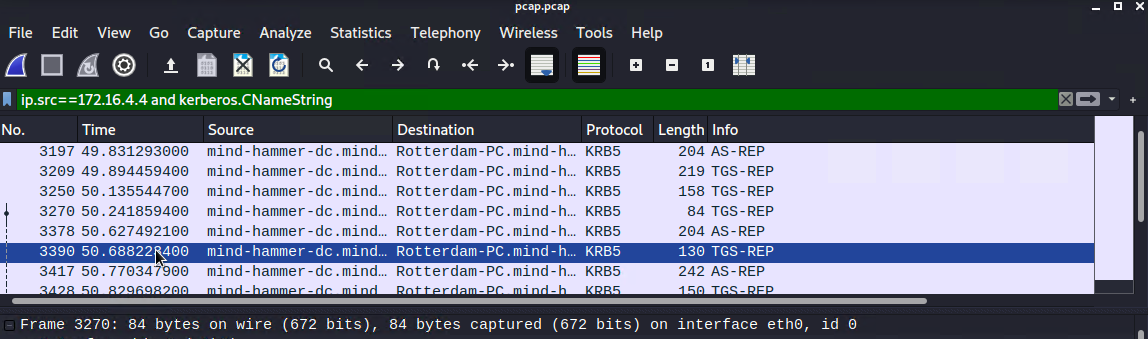 pcap.pcap
File Edit View Go Capture Analyze Statistics Telephony Wireless Tools Help
ip.src==172.16.4.4 and kerberos.CNameString
No. Time Source Destination Protocol Length Info
3197 49.831293000 mind-hammer-dc.mind… Rotterdam-PC.mind-h… KRB5 204 AS-REP
3209 49.894459400 mind-hammer-dc.mind… Rotterdam-PC.mind-h… KRB5 219 TGS-REP
3250 50.135544700 mind-hammer-dc.mind… Rotterdam-PC.mind-h… KRB5 158 TGS-REP
3270 50.241859400 mind-hammer-dc.mind… Rotterdam-PC.mind-h… KRB5 84 TGS-REP
3378 50.627492100 mind-hammer-dc.mind… Rotterdam-PC.mind-h… KRB5 204 AS-REP
3390 mind-hammer-dc.mind… Rotterdam-PC.mind-h… KRB5 130 TGS-REP
3417 50.770347900 mind-hammer-dc.mind… Rotterdam-PC.mind-h… KRB5 242 AS-REP
3428 50.829698200 mind-hammer-dc.mind… Rotterdam-PC.mind-h… KRB5 150 TGS-REP
Frame 3270: 84 bytes on wire (672 bits), 84 bytes captured (672 bits) on interface eth0, id 0